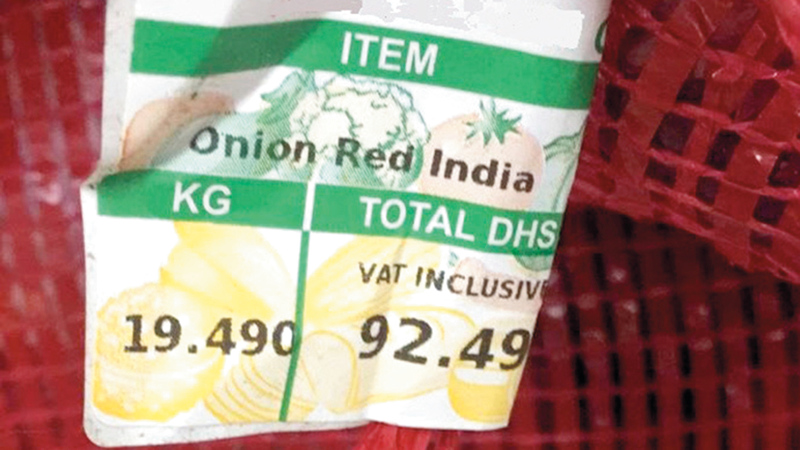 ITEM
Onion Red India
KG
TOTAL DHS
VAT INCLUSIVE
19.490
92.49